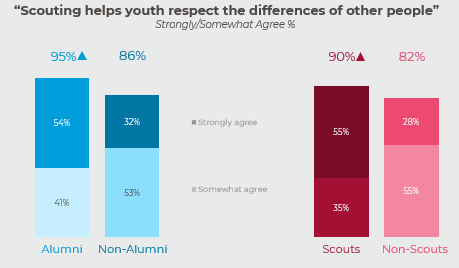 “Scouting helps youth respect the differences of other people”
Strongly/Somewhat Agree %
95%▲ 86% 90%▲ 82%
54% 32% Strongly agree 55% 28%
41% 53% Somewhat agree 35% 55%
Alumni Non-Alumni Scouts Non-Scouts